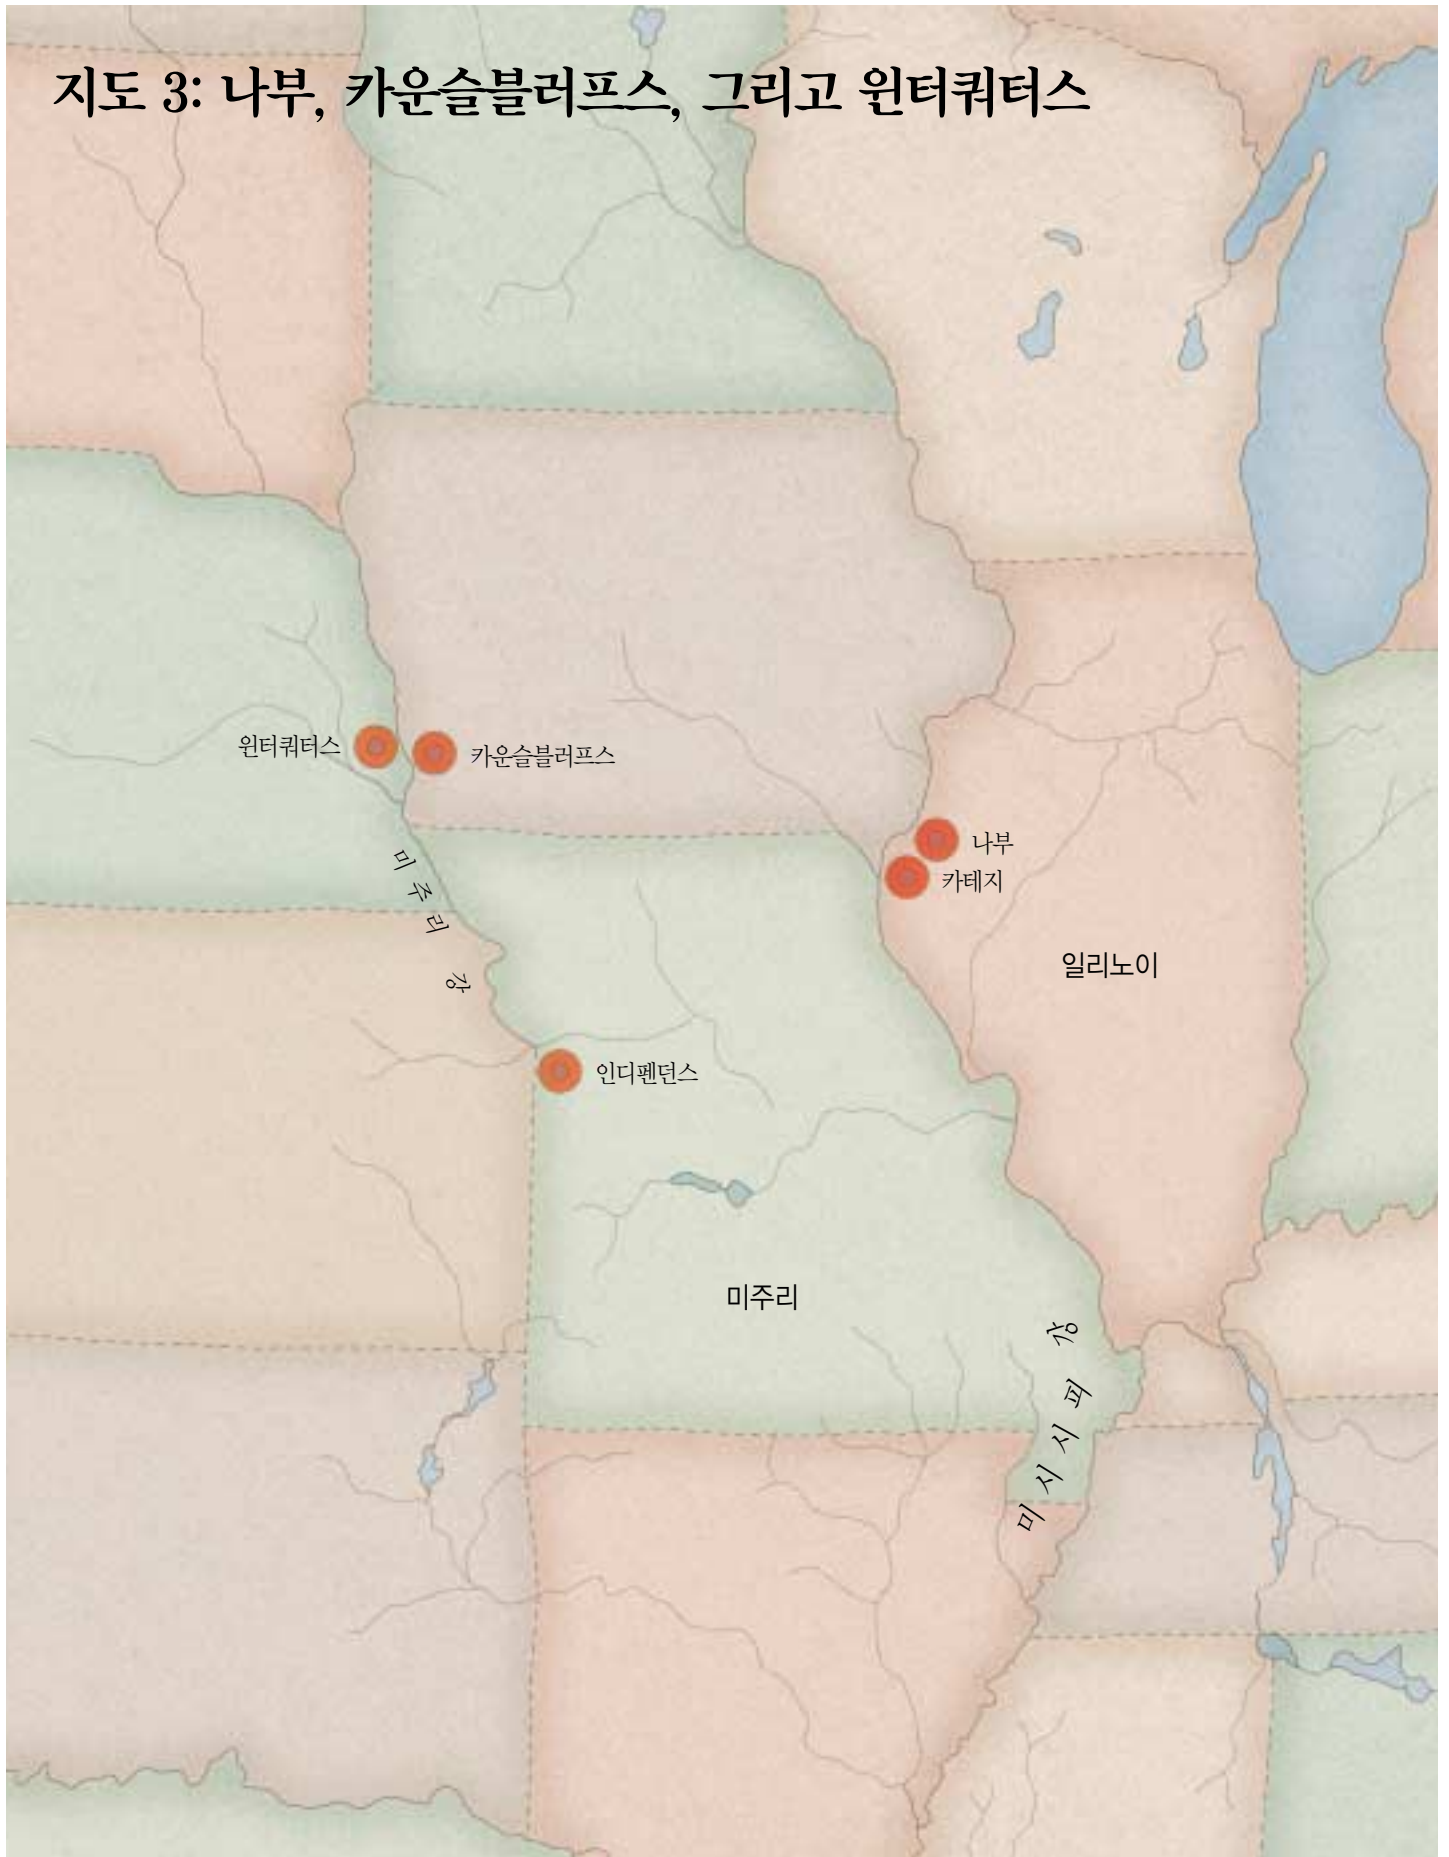 지도 3: 나부, 카운슬블러프스, 그리고 윈터쿼터스
윈터쿼터스
카운슬블러프스
나부
카테지
미주리 강
일리노이
인디펜던스
미주리
미시시피 강